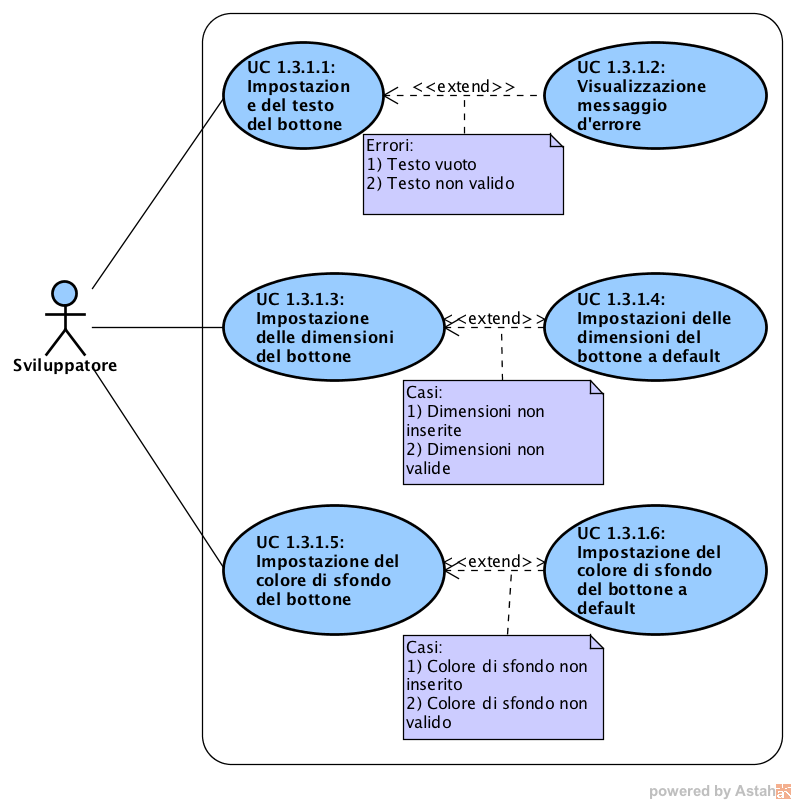 UC 1.3.1.1:
Impostazion
e del testo
del bottone
<<extend>>
UC 1.3.1.2:
Visualizzazione
messaggio
d'errore
Errori:
1) Testo vuoto
2) Testo non valido
Sviluppatore
UC 1.3.1.3:
Impostazione
delle dimensioni
del bottone
<<extend>>
UC 1.3.1.4:
Impostazioni delle
dimensioni del
bottone a default
Casi:
1) Dimensioni non
inserite
2) Dimensioni non
valide
UC 1.3.1.5:
Impostazione del
colore di sfondo
del bottone
<<extend>>
UC 1.3.1.6:
Impostazione del
colore di sfondo
del bottone a
default
Casi:
1) Colore di sfondo non
inserito
2) Colore di sfondo non
valido
powered by Astah